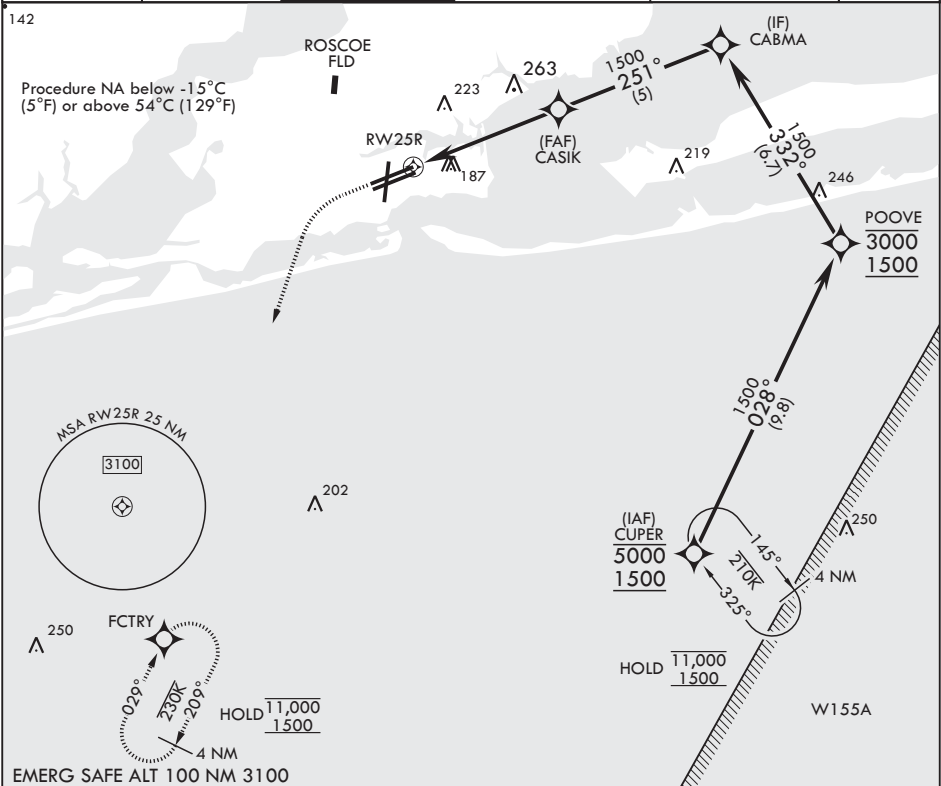 142
ROSCOE
FLD
(IF)
CABMA
Procedure NA below -15°C
(5°F) or above 54°C (129°F)
223
263
1500
251°
(5)
RW25R
187
(FAF)
CASIK
219
1500
332°
(6.7)
246
POOVE
3000
1500
1500
028°
(9.8)
MSA RW25R 25 NM
3100
202
(IAF)
CUPER
5000
1500
145°
210K
325°
4 NM
250
HOLD 11,000
1500
W155A
250
FCTRY
029°
230K
209°
HOLD 11,000
1500
4 NM
EMERG SAFE ALT 100 NM 3100